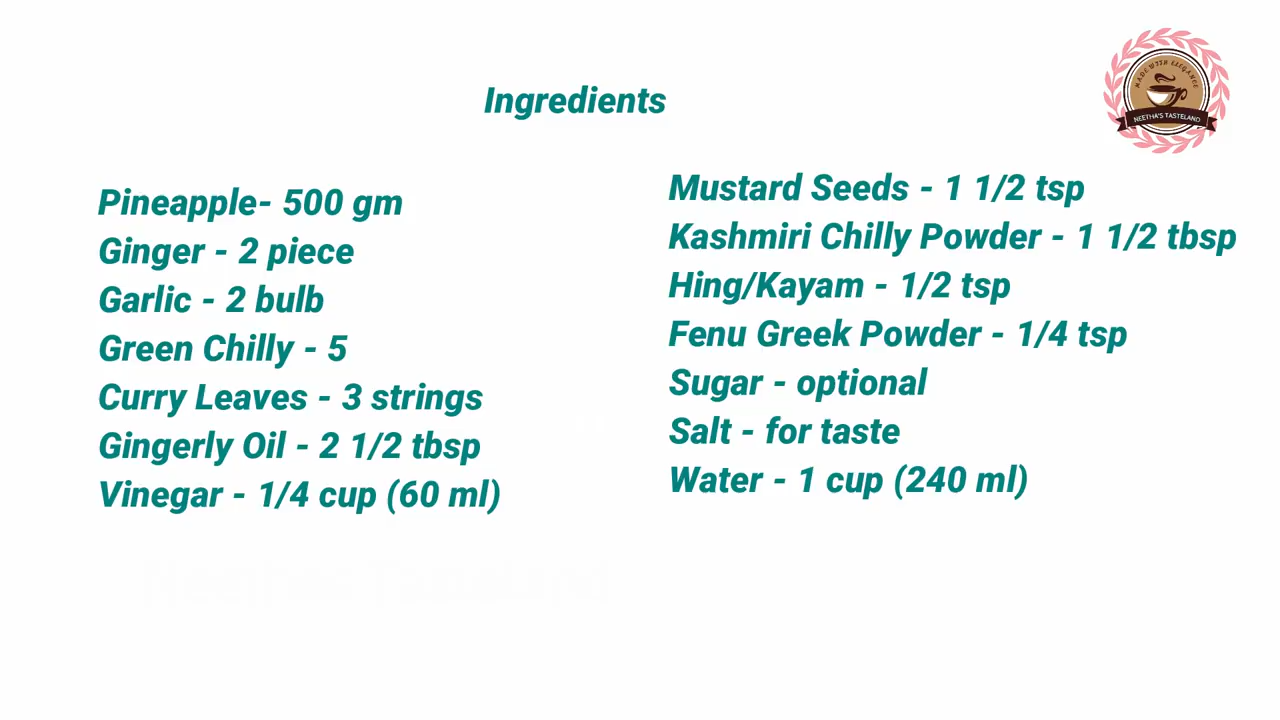 MADE WITH ELEGANCE
NEETHA'S TASTELAND
Ingredients
Pineapple- 500 gm
Ginger - 2 piece
Garlic - 2 bulb
Green Chilly - 5
Curry Leaves - 3 strings
Gingerly Oil - 2 1/2 tbsp
Vinegar - 1/4 cup (60 ml)
Mustard Seeds - 1 1/2 tsp
Kashmiri Chilly Powder - 1 1/2 tbsp
Hing/Kayam - 1/2 tsp
Fenu Greek Powder - 1/4 tsp
Sugar - optional
Salt - for taste
Water - 1 cup (240 ml)